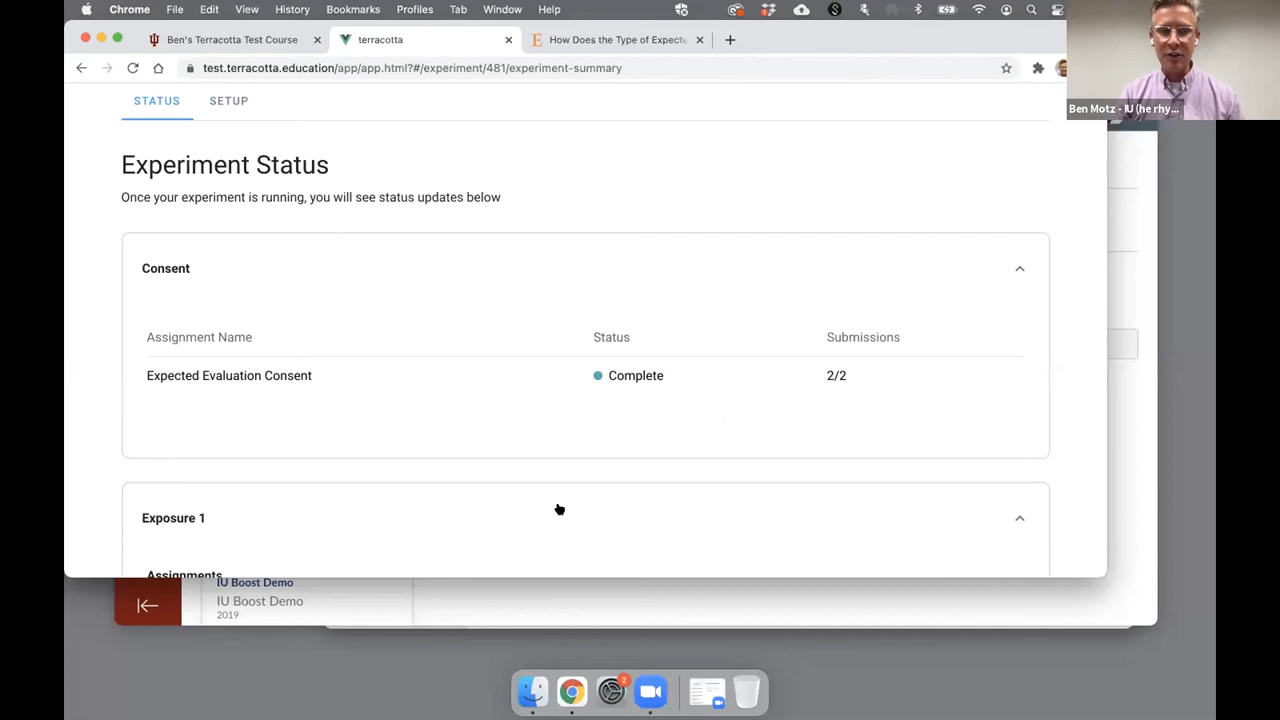 Chrome File Edit View History Bookmarks Profiles Tab Window Help
Ben's Terracotta Test Course
terracotta
How Does the Type of Expecte
test.terracotta.education/app/app.html?#/experiment/481/experiment-summary
Ben Motz - IU (he rhy...
STATUS SETUP
Experiment Status
Once your experiment is running, you will see status updates below
Consent
Assignment Name Status Submissions
Expected Evaluation Consent Complete 2/2
Exposure 1
Assignments
IU Boost Demo
IU Boost Demo
2019
2